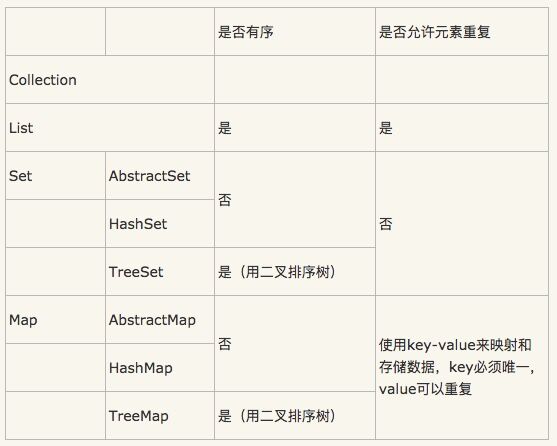 是否有序 是否允许元素重复
Collection
List 是 是
Set AbstractSet
否
HashSet
否
TreeSet 是（用二叉排序树）
Map AbstractMap
否
使用key-value来映射和
存储数据，key必须唯一，
value可以重复
HashMap
TreeMap 是（用二叉排序树）